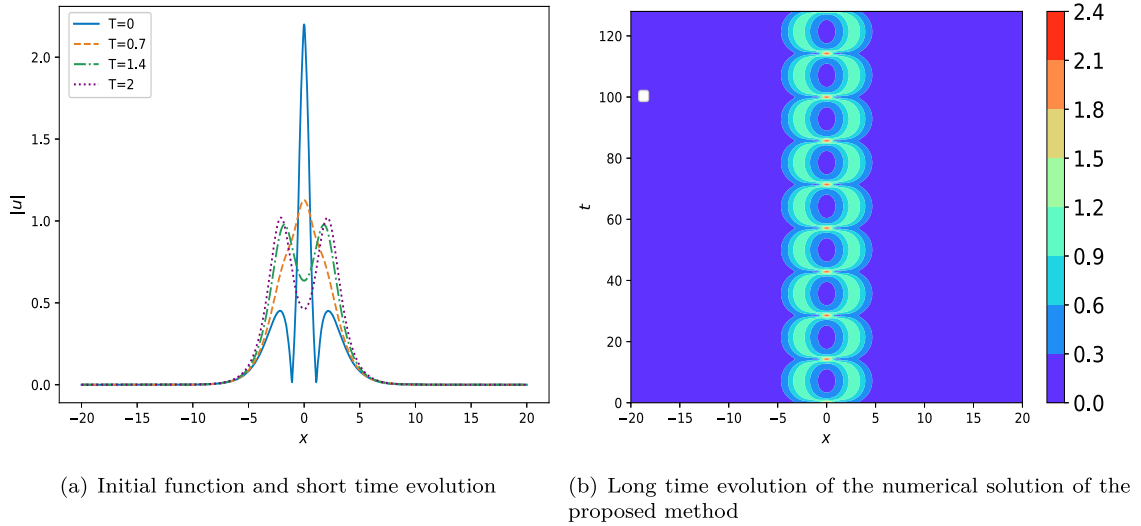 T=0
T=0.7
T=1.4
T=2
2.0
1.5
1.0
0.5
0.0
|u|
−20 −15 −10 −5 0 5 10 15 20
x
120
100
80
60
40
20
0
t
−20 −15 −10 −5 0 5 10 15 20
x
2.4
2.1
1.8
1.5
1.2
0.9
0.6
0.3
0.0
(a) Initial function and short time evolution
(b) Long time evolution of the numerical solution of the
proposed method